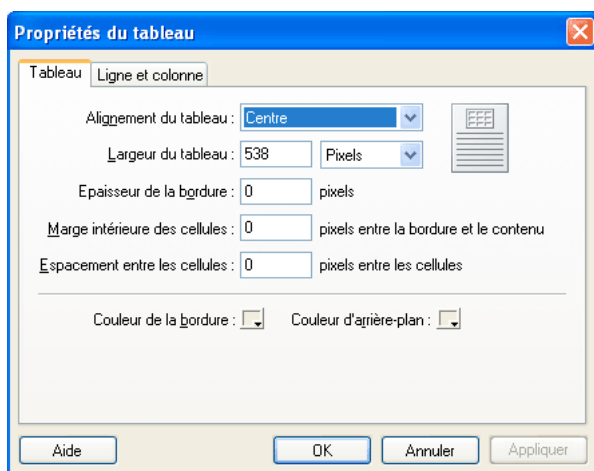 Propriétés du tableau
Tableau Ligne et colonne
Alignement du tableau : Centre
Largeur du tableau : 538 Pixels
Epaisseur de la bordure : 0 pixels
Marge intérieure des cellules : 0 pixels entre la bordure et le contenu
Espacement entre les cellules : 0 pixels entre les cellules
Couleur de la bordure : Couleur d'arrière-plan :
Aide OK Annuler Appliquer